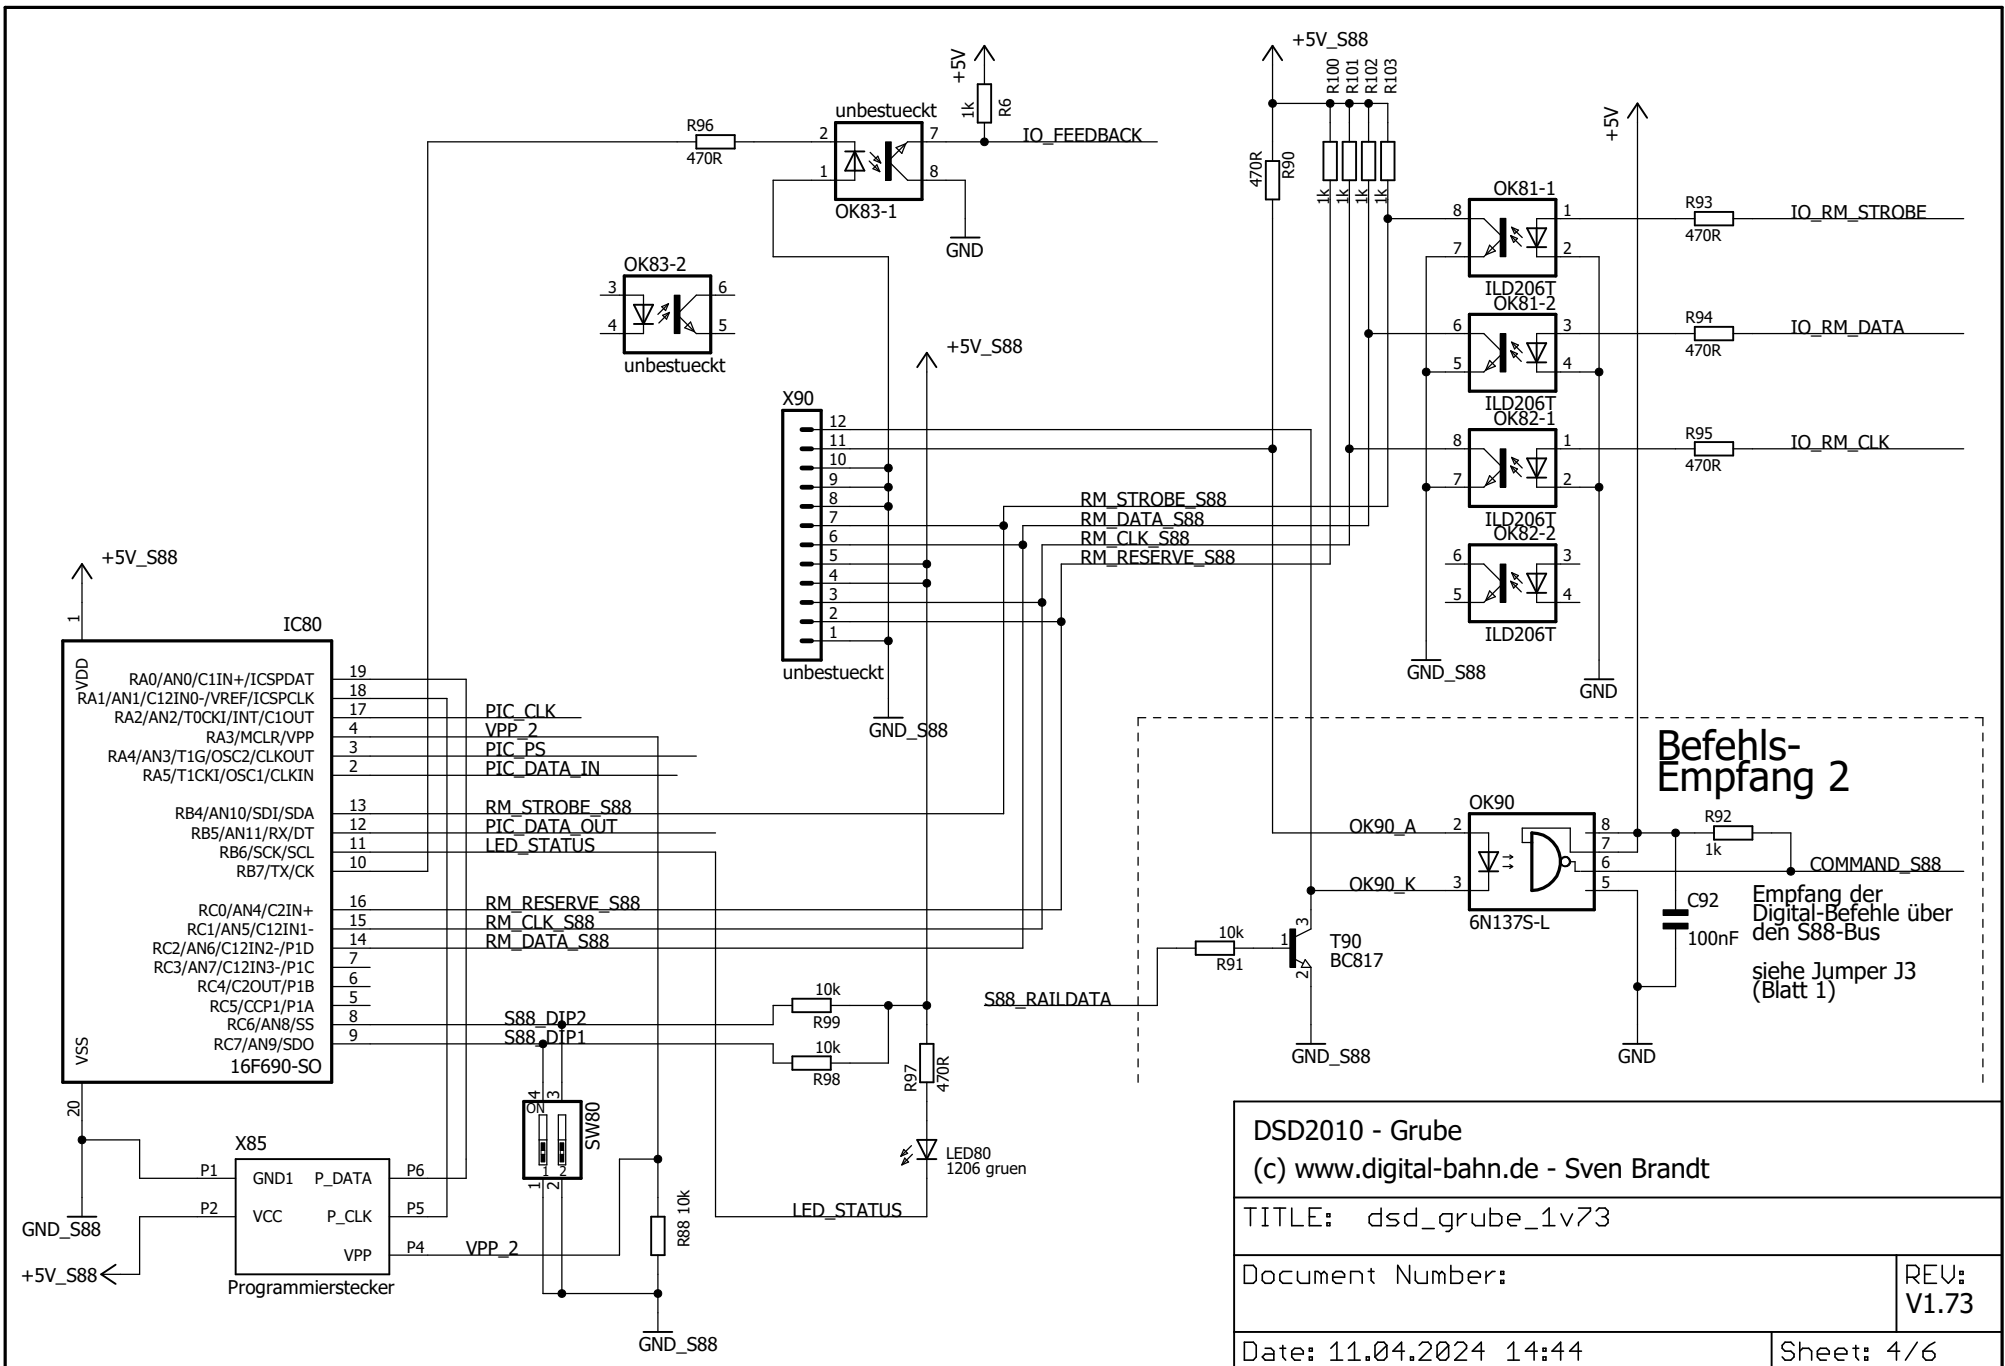 +5V_S88
+5V
R100
R101
R102
R103
unbestueckt
1k
R6
R96
470R
2
7
IO_FEEDBACK
1
8
OK83-1
GND
470R
R90
1k
1k
1k
1k
+5V
OK81-1
8
1
R93
470R
IO_RM_STROBE
7
2
ILD206T
OK81-2
6
3
R94
470R
IO_RM_DATA
5
4
ILD206T
OK82-1
8
1
R95
470R
IO_RM_CLK
7
2
ILD206T
OK82-2
6
3
5
4
ILD206T
GND_S88
GND
OK83-2
3
6
4
5
unbestueckt
+5V_S88
X90
12
11
10
9
8
7
6
5
4
3
2
1
unbestueckt
GND_S88
RM_STROBE_S88
RM_DATA_S88
RM_CLK_S88
RM_RESERVE_S88
+5V_S88
1
IC80
VDD
RA0/AN0/C1IN+/ICSPDAT
19
RA1/AN1/C12IN0-/VREF/ICSPCLK
18
RA2/AN2/T0CKI/INT/C1OUT
17
PIC_CLK
RA3/MCLR/VPP
4
VPP_2
RA4/AN3/T1G/OSC2/CLKOUT
3
PIC_PS
RA5/T1CKI/OSC1/CLKIN
2
PIC_DATA_IN
RB4/AN10/SDI/SDA
13
RM_STROBE_S88
RB5/AN11/RX/DT
12
PIC_DATA_OUT
RB6/SCK/SCL
11
LED_STATUS
RB7/TX/CK
10
RC0/AN4/C2IN+
16
RM_RESERVE_S88
RC1/AN5/C12IN1-
15
RM_CLK_S88
RC2/AN6/C12IN2-/P1D
14
RM_DATA_S88
RC3/AN7/C12IN3-/P1C
7
RC4/C2OUT/P1B
6
RC5/CCP1/P1A
5
RC6/AN8/SS
8
S88_DIP2
RC7/AN9/SDO
9
S88_DIP1
VSS
16F690-SO
20
10k
R99
10k
R98
R97
470R
LED80
1206 gruen
LED_STATUS
4
3
ON
1 2
SW80
1
2
R88 10k
GND_S88
X85
P1
GND1
P_DATA
P6
P2
VCC
P_CLK
P5
VPP
P4
VPP_2
Programmierstecker
GND_S88
+5V_S88
Befehls-
Empfang 2
OK90
OK90_A
2
8
R92
1k
7
6
COMMAND_S88
OK90_K
3
5
6N137S-L
C92
100nF
Empfang der
Digital-Befehle über
den S88-Bus
siehe Jumper J3
(Blatt 1)
10k
R91
1
3
2
T90
BC817
S88_RAILDATA
GND_S88
GND
DSD2010 - Grube
(c) www.digital-bahn.de - Sven Brandt
TITLE: dsd_grube_1v73
Document Number:
REV:
V1.73
Date: 11.04.2024 14:44
Sheet: 4/6